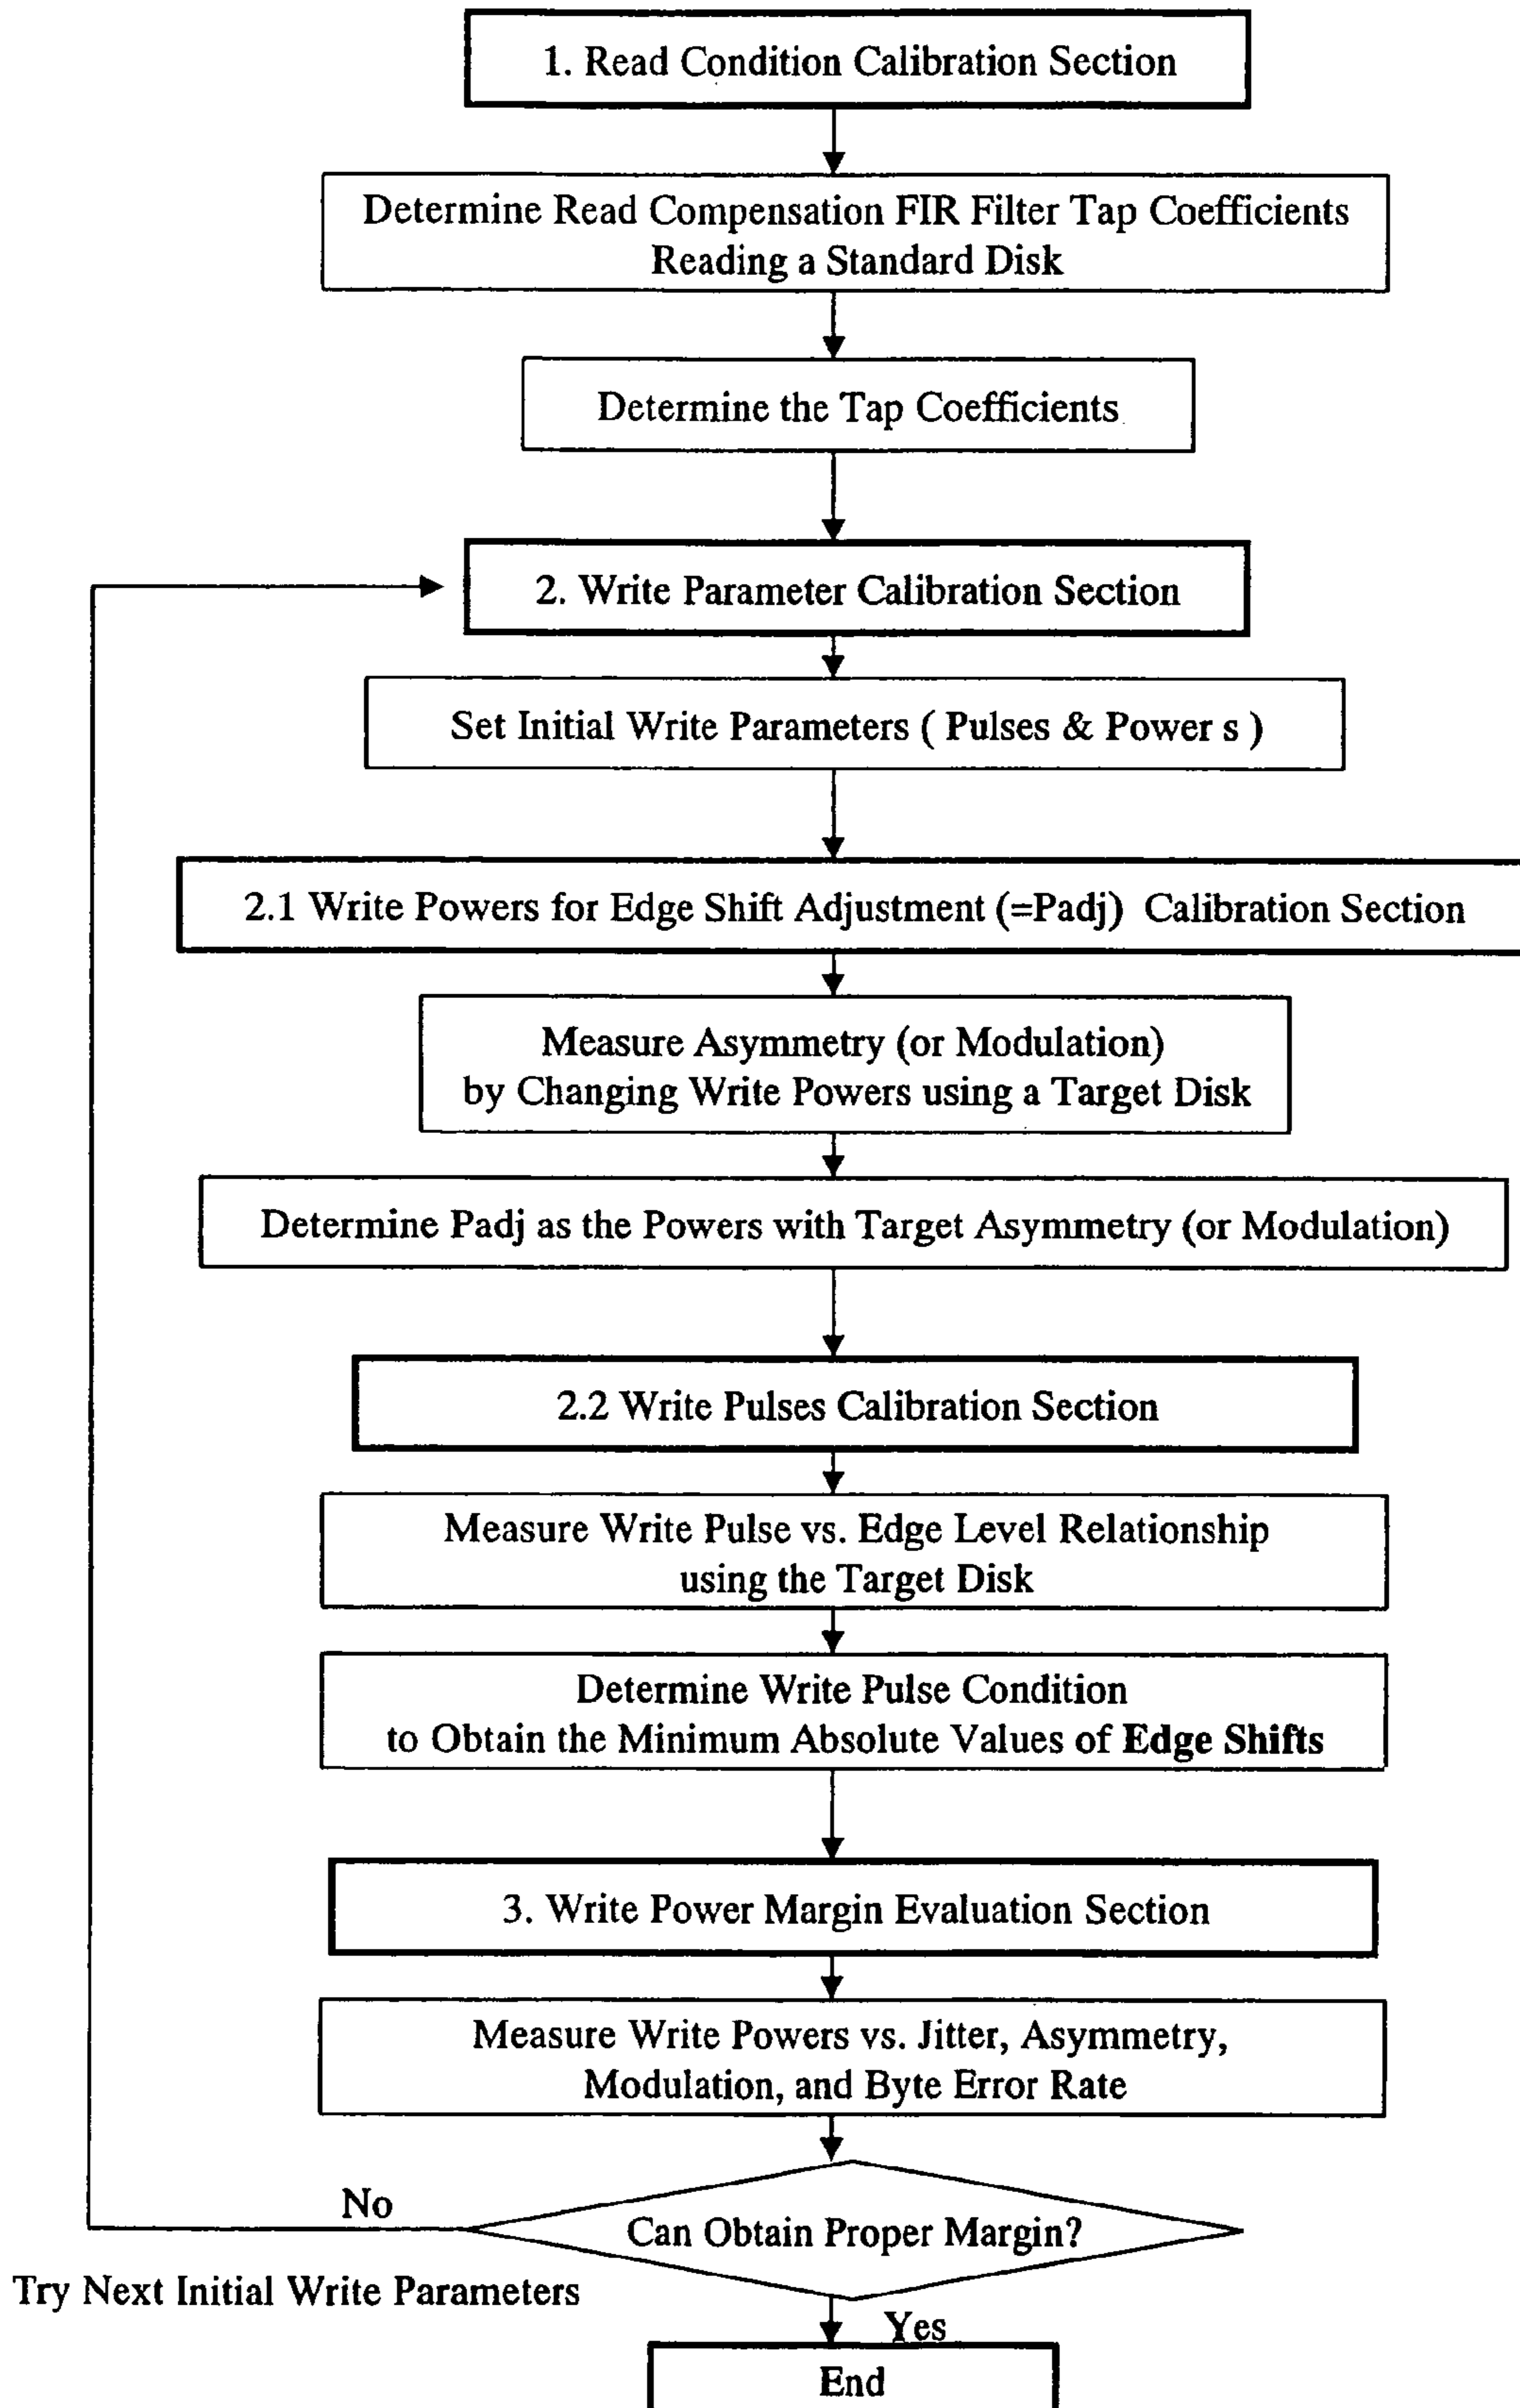 1. Read Condition Calibration Section
Determine Read Compensation FIR Filter Tap Coefficients
Reading a Standard Disk
Determine the Tap Coefficients
2. Write Parameter Calibration Section
Set Initial Write Parameters ( Pulses & Power s )
2.1 Write Powers for Edge Shift Adjustment (=Padj) Calibration Section
Measure Asymmetry (or Modulation)
by Changing Write Powers using a Target Disk
Determine Padj as the Powers with Target Asymmetry (or Modulation)
2.2 Write Pulses Calibration Section
Measure Write Pulse vs. Edge Level Relationship
using the Target Disk
Determine Write Pulse Condition
to Obtain the Minimum Absolute Values of Edge Shifts
3. Write Power Margin Evaluation Section
Measure Write Powers vs. Jitter, Asymmetry,
Modulation, and Byte Error Rate
No
Can Obtain Proper Margin?
Try Next Initial Write Parameters
Yes
End